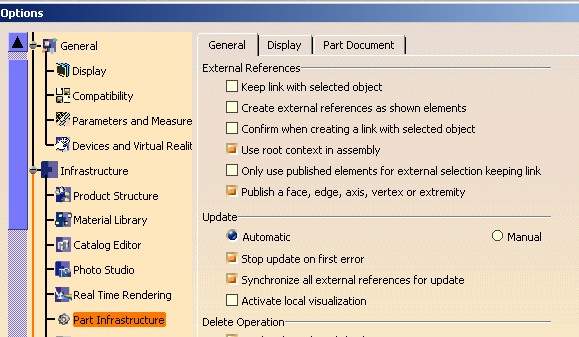 Options
General
Display
Compatibility
Parameters and Measure
Devices and Virtual Realit
Infrastructure
Product Structure
Material Library
Catalog Editor
Photo Studio
Real Time Rendering
Part Infrastructure
General Display Part Document
External References
Keep link with selected object
Create external references as shown elements
Confirm when creating a link with selected object
Use root context in assembly
Only use published elements for external selection keeping link
Publish a face, edge, axis, vertex or extremity
Update
Automatic Manual
Stop update on first error
Synchronize all external references for update
Activate local visualization
Delete Operation